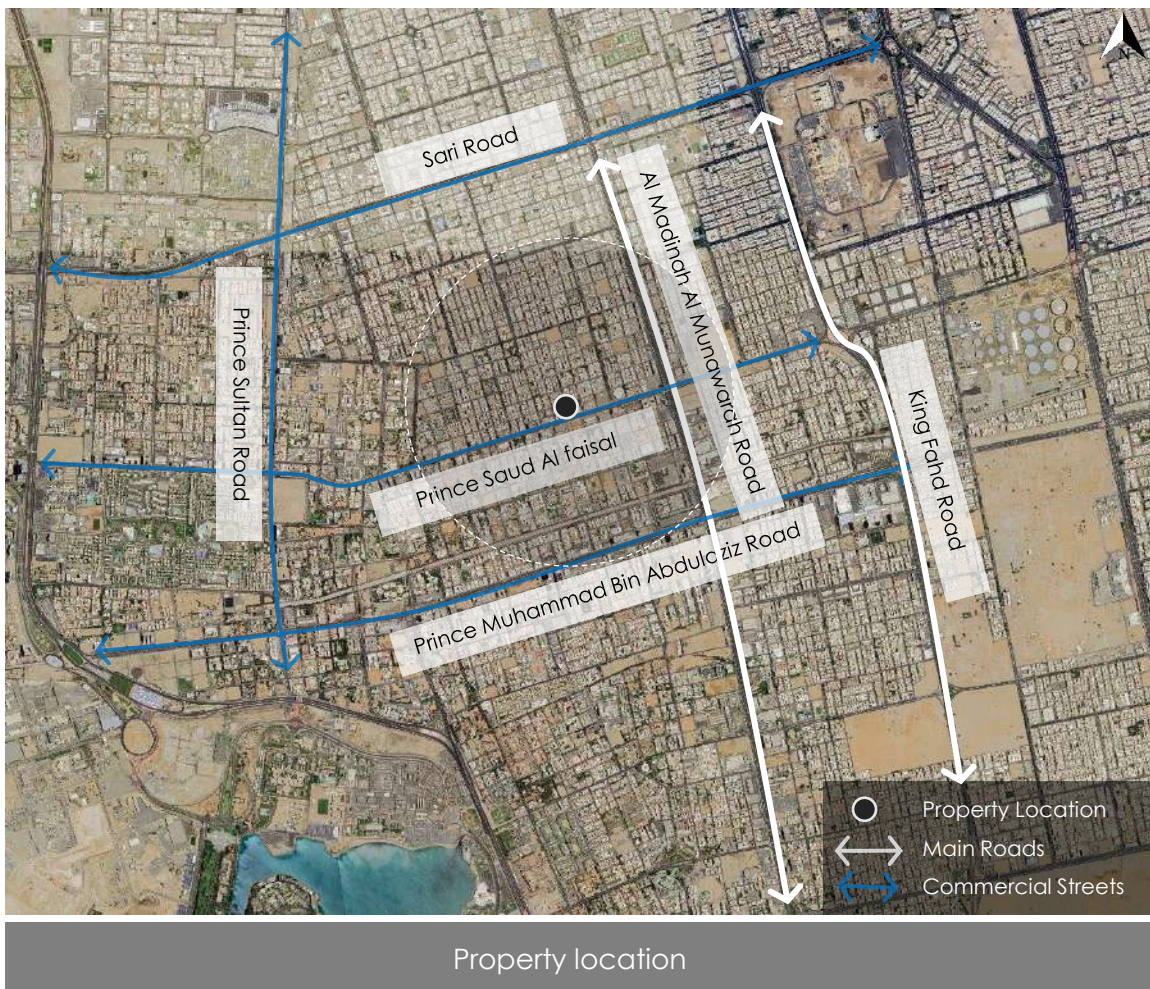 Sari Road
Al Madinah Al Munawarah Road
Prince Sultan Road
King Fahd Road
Prince Saud Al faisal
Prince Muhammad Bin Abdulaziz Road
Property Location
Main Roads
Commercial Streets
Property location